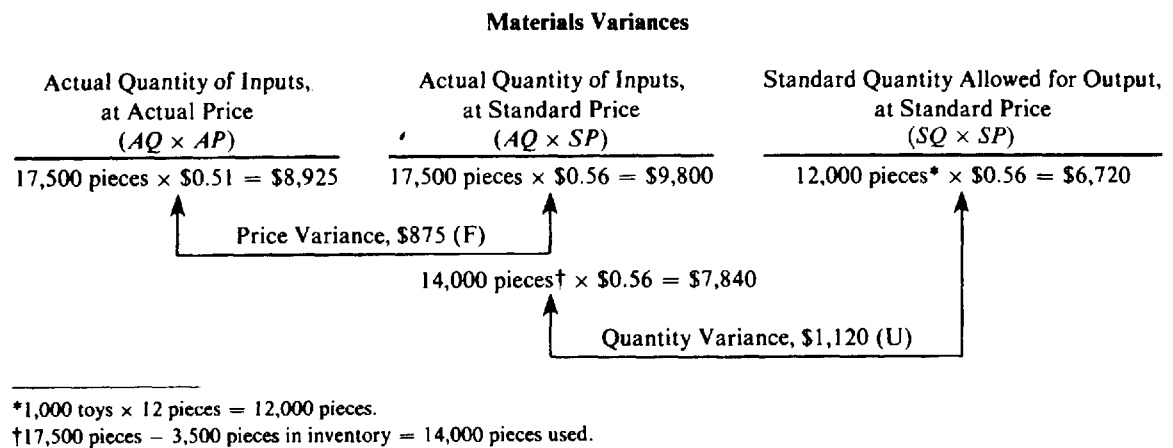 Materials Variances
Actual Quantity of Inputs, at Actual Price (AQ × AP)
Actual Quantity of Inputs, at Standard Price (AQ × SP)
Standard Quantity Allowed for Output, at Standard Price (SQ × SP)
17,500 pieces × $0.51 = $8,925
17,500 pieces × $0.56 = $9,800
12,000 pieces* × $0.56 = $6,720
Price Variance, $875 (F)
14,000 pieces† × $0.56 = $7,840
Quantity Variance, $1,120 (U)
*1,000 toys × 12 pieces = 12,000 pieces.
†17,500 pieces − 3,500 pieces in inventory = 14,000 pieces used.